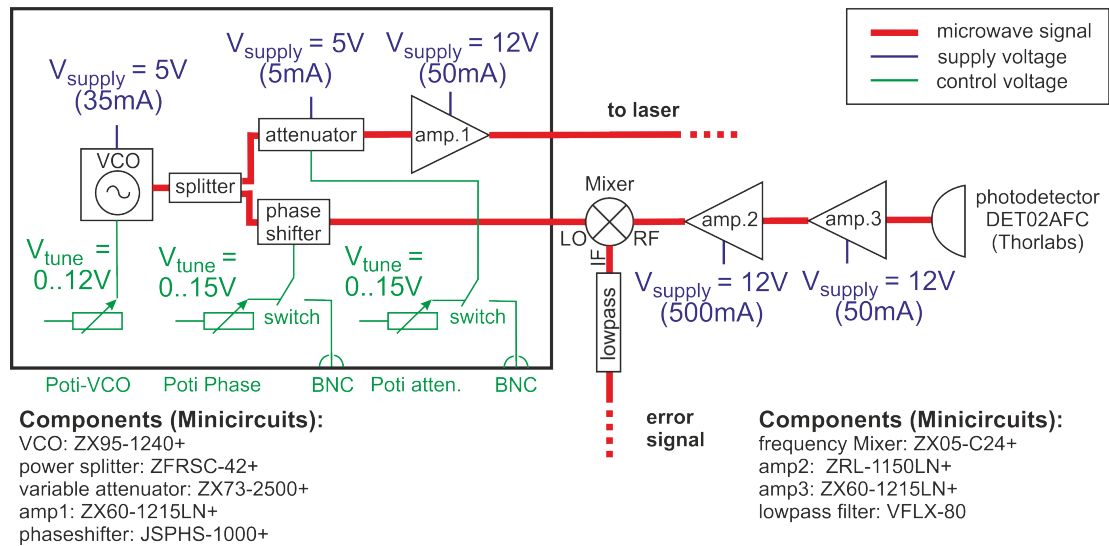 microwave signal
supply voltage
control voltage
Vsupply = 5V
(35mA)
Vsupply = 5V
(5mA)
Vsupply = 12V
(50mA)
VCO
splitter
attenuator
amp.1
to laser
phase
shifter
Mixer
LO
RF
IF
lowpass
amp.2
amp.3
photodetector
DET02AFC
(Thorlabs)
Vsupply = 12V
(500mA)
Vsupply = 12V
(50mA)
Vtune =
0..12V
Vtune =
0..15V
switch
Vtune =
0..15V
switch
Poti-VCO
Poti Phase
BNC
Poti atten.
BNC
error
signal
Components (Minicircuits):
VCO: ZX95-1240+
power splitter: ZFRSC-42+
variable attenuator: ZX73-2500+
amp1: ZX60-1215LN+
phaseshifter: JSPHS-1000+
Components (Minicircuits):
frequency Mixer: ZX05-C24+
amp2: ZRL-1150LN+
amp3: ZX60-1215LN+
lowpass filter: VFLX-80